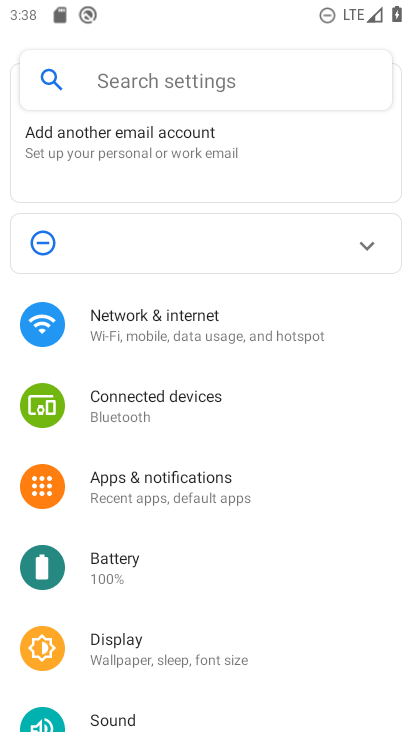 3:38
LTE
Search settings
Add another email account
Set up your personal or work email
Network & internet
Wi-Fi, mobile, data usage, and hotspot
Connected devices
Bluetooth
Apps & notifications
Recent apps, default apps
Battery
100%
Display
Wallpaper, sleep, font size
Sound